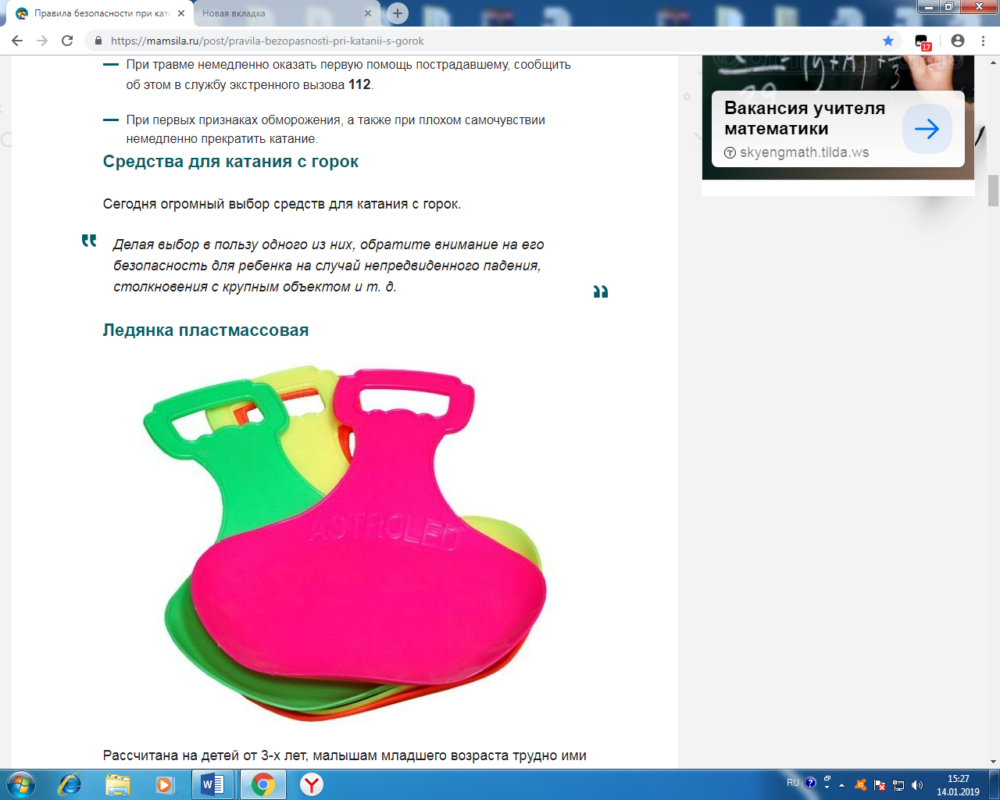 Правила безопасности при ката
Новая вкладка
https://mamsila.ru/post/pravila-bezopasnosti-pri-katanii-s-gorok
17
При травме немедленно оказать первую помощь пострадавшему, сообщить
об этом в службу экстренного вызова 112.
При первых признаках обморожения, а также при плохом самочувствии
немедленно прекратить катание.
Средства для катания с горок
Сегодня огромный выбор средств для катания с горок.
Делая выбор в пользу одного из них, обратите внимание на его
безопасность для ребенка на случай непредвиденного падения,
столкновения с крупным объектом и т. д.
Ледянка пластмассовая
ASTROLED
Рассчитана на детей от 3-х лет, малышам младшего возраста трудно ими
Вакансия учителя
математики
skyengmath.tilda.ws
RU
15:27
14.01.2019